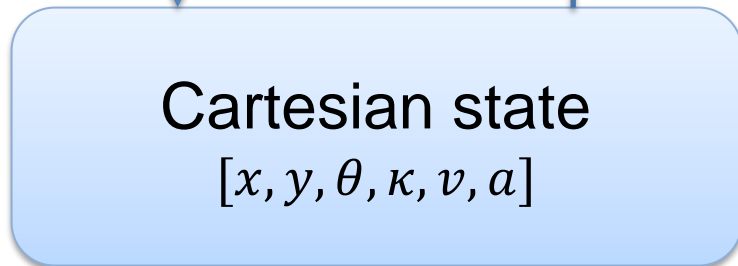 Cartesian state
[𝑥, 𝑦, 𝜃, 𝜅, 𝑣, 𝑎]